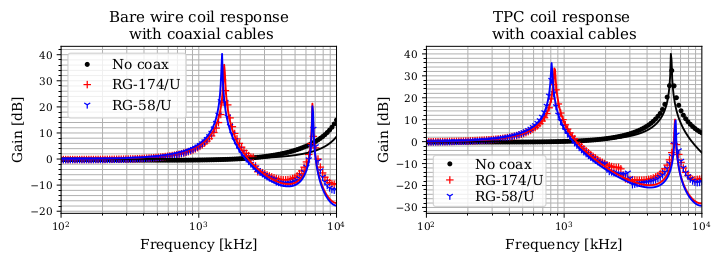 Bare wire coil response
with coaxial cables
Gain [dB]
40
30
20
10
0
−10
−20
No coax
RG-174/U
RG-58/U
10² 10³ 10⁴
Frequency [kHz]
TPC coil response
with coaxial cables
Gain [dB]
40
30
20
10
0
−10
−20
−30
No coax
RG-174/U
RG-58/U
10² 10³ 10⁴
Frequency [kHz]